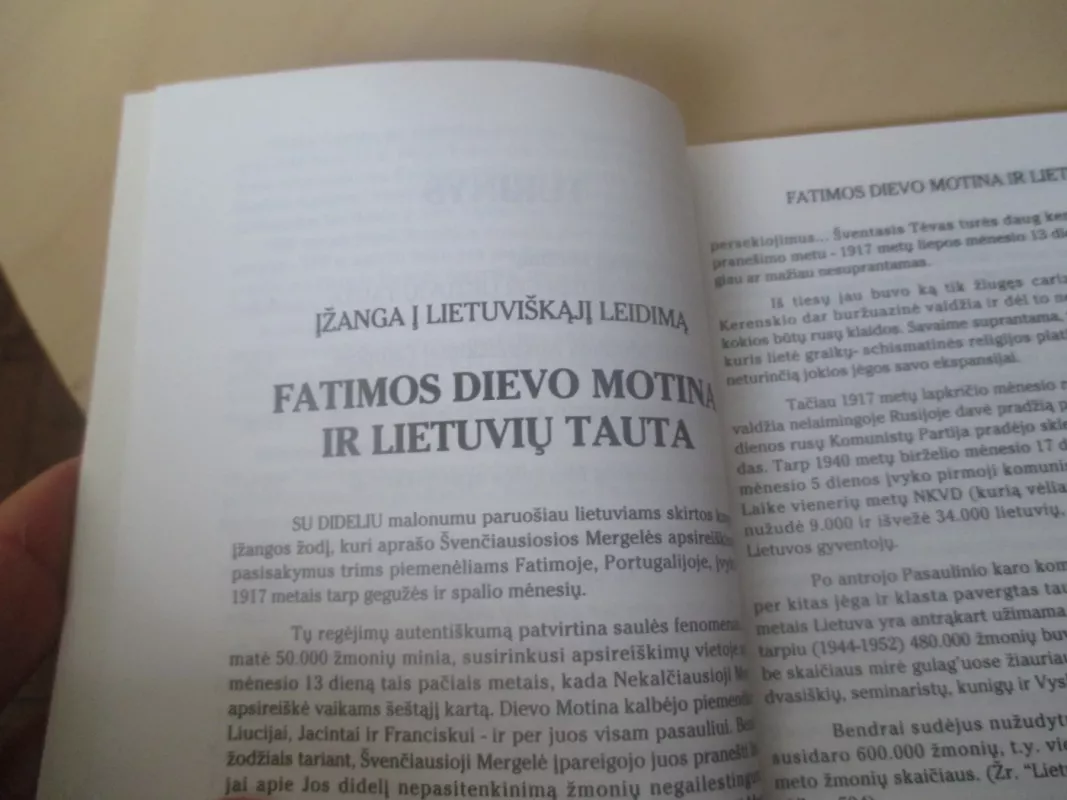 ĮŽANGA Į LIETUVIŠKĄJĮ LEIDIMĄ
FATIMOS DIEVO MOTINA
IR LIETUVIŲ TAUTA
SU DIDELIU malonumu paruošiau lietuviams skirtos
įžangos žodį, kuri aprašo Švenčiausiosios Mergelės
pasisakymus trims piemenėliams Fatimoje, Portugalijoje,
1917 metais tarp gegužės ir spalio mėnesių.
Tų regėjimų autentiškumą patvirtina saulės
matė 50.000 žmonių minia, susirinkusi apsireiškimų vietoje
mėnesio 13 dieną tais pačiais metais, kada Nekalčiausioji
apsireiškė vaikams šeštąjį kartą. Dievo Motina kalbėjo
Liucijai, Jacintai ir Franciskui - ir per juos visam pasauliui.
žodžiais tariant, Švenčiausioji Mergelė įpareigojo juos pranešti
jai apie Jos didelį nepasitenkinimą žmonių
FATIMOS DIEVO MOTINA IR
persekiojimus... Šventasis Tėvas turės daug
pranešimo metu - 1917 metų liepos mėnesio 13
giau ar mažiau nesuprantamas.
Iš tiesų jau buvo ką tik žlugęs
Kerenskio dar buržuazinė valdžia ir dėl to
kokios būtų rusų klaidos. Savaime suprantama,
kuris lietė graikų- achismatinės religijos
neturinčią jokios jėgos savo ekspansijai.
Tačiau 1917 metų lapkričio mėnesio
valdžia nelaimingoje Rusijoje davė pradžią
dienos rusų Komunistų Partija pradėjo
das. Tarp 1940 metų birželio mėnesio 17
mėnesio 5 dienos įvyko pirmoji
Laike vienerių metų NKVD (kurią
nužudė 9.000 ir išvežė 34.000 lietuvių,
Lietuvos gyventojų.
Po antrojo Pasaulinio karo
per kitas jėga ir klasta pavergtas
metais Lietuva yra antrąkart užimama
tarpiu (1944-1952) 480.000 žmonių
be skaičiaus mirė gulag'uose
dvasiškių, seminaristų, kunigų ir
Bendrai sudėjus
ausidaro 600.000 žmonių, t.y.
meto žmonių skaičiaus. (Žr.